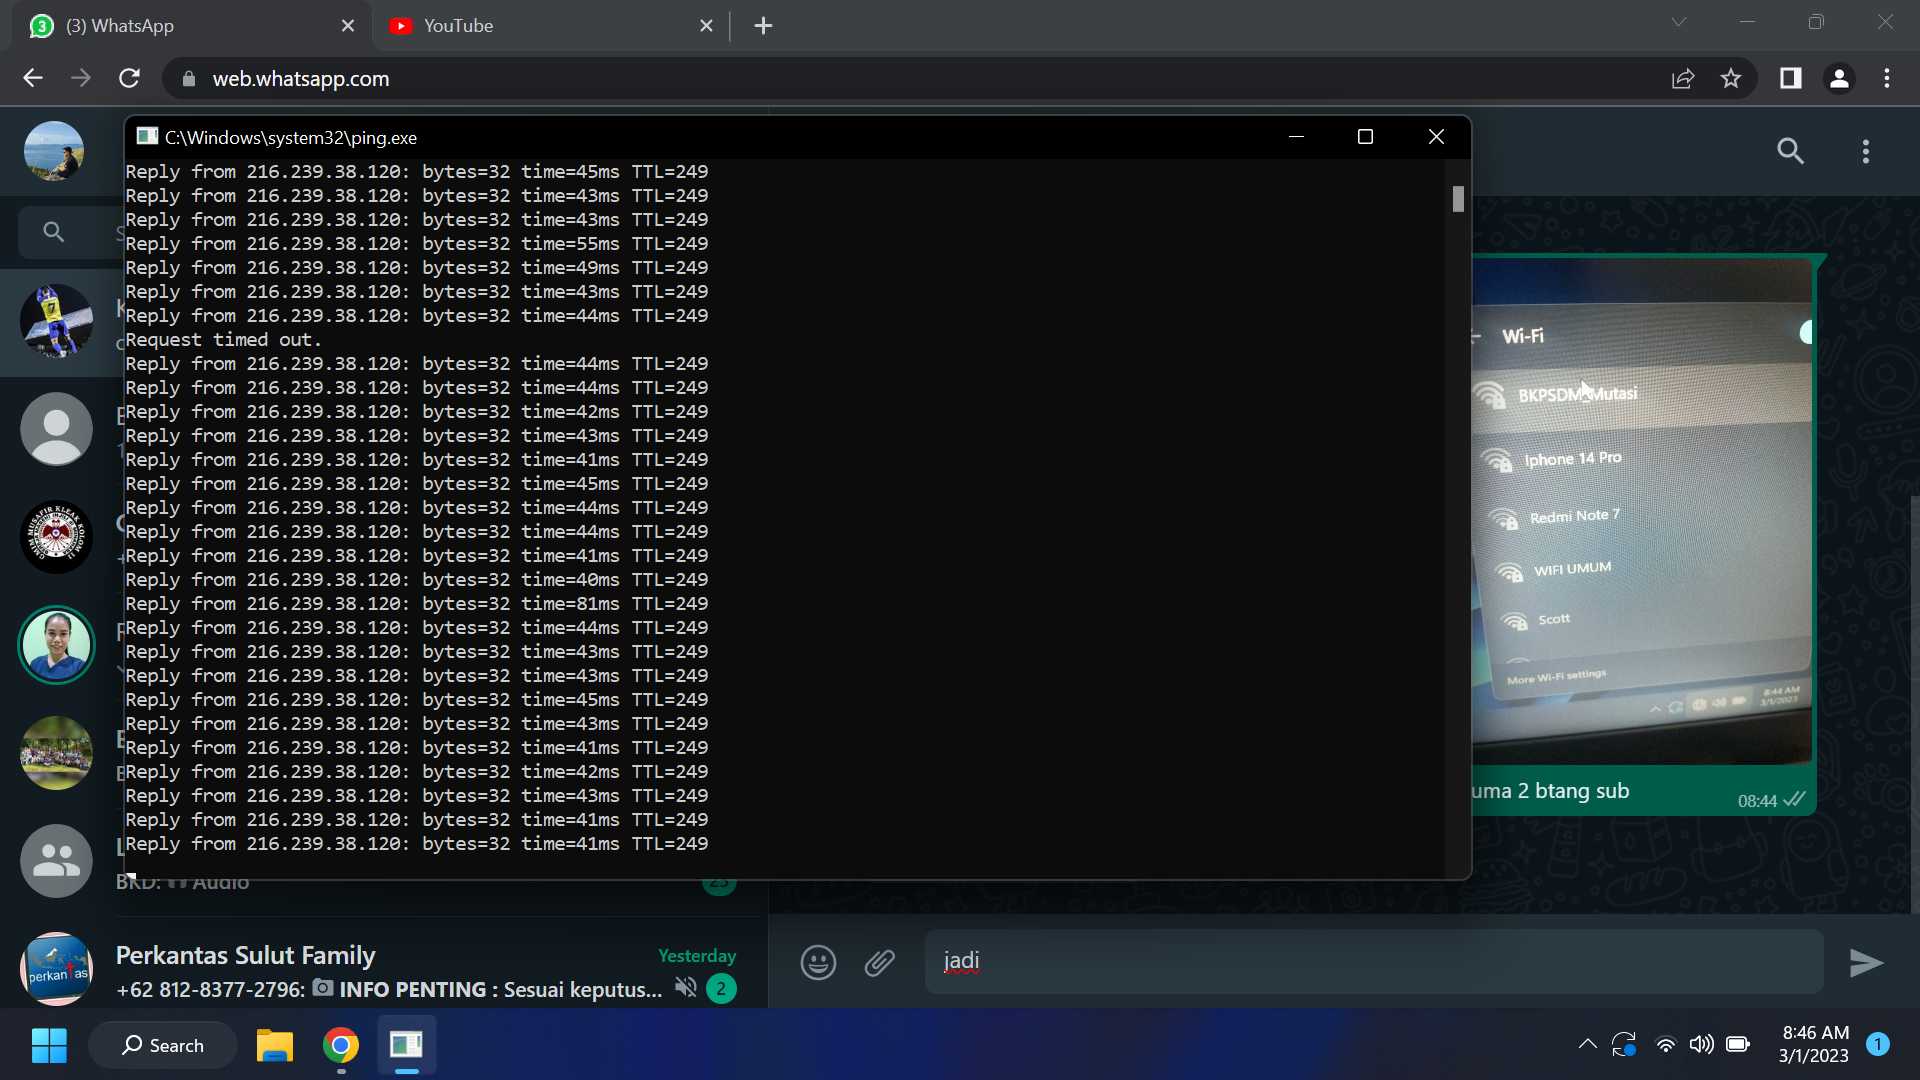 (3) WhatsApp
YouTube
web.whatsapp.com
C:\Windows\system32\ping.exe
Reply from 216.239.38.120: bytes=32 time=45ms TTL=249
Reply from 216.239.38.120: bytes=32 time=43ms TTL=249
Reply from 216.239.38.120: bytes=32 time=43ms TTL=249
Reply from 216.239.38.120: bytes=32 time=55ms TTL=249
Reply from 216.239.38.120: bytes=32 time=49ms TTL=249
Reply from 216.239.38.120: bytes=32 time=43ms TTL=249
Reply from 216.239.38.120: bytes=32 time=44ms TTL=249
Request timed out.
Reply from 216.239.38.120: bytes=32 time=44ms TTL=249
Reply from 216.239.38.120: bytes=32 time=44ms TTL=249
Reply from 216.239.38.120: bytes=32 time=42ms TTL=249
Reply from 216.239.38.120: bytes=32 time=43ms TTL=249
Reply from 216.239.38.120: bytes=32 time=41ms TTL=249
Reply from 216.239.38.120: bytes=32 time=45ms TTL=249
Reply from 216.239.38.120: bytes=32 time=44ms TTL=249
Reply from 216.239.38.120: bytes=32 time=44ms TTL=249
Reply from 216.239.38.120: bytes=32 time=41ms TTL=249
Reply from 216.239.38.120: bytes=32 time=40ms TTL=249
Reply from 216.239.38.120: bytes=32 time=81ms TTL=249
Reply from 216.239.38.120: bytes=32 time=44ms TTL=249
Reply from 216.239.38.120: bytes=32 time=43ms TTL=249
Reply from 216.239.38.120: bytes=32 time=43ms TTL=249
Reply from 216.239.38.120: bytes=32 time=45ms TTL=249
Reply from 216.239.38.120: bytes=32 time=43ms TTL=249
Reply from 216.239.38.120: bytes=32 time=41ms TTL=249
Reply from 216.239.38.120: bytes=32 time=42ms TTL=249
Reply from 216.239.38.120: bytes=32 time=43ms TTL=249
Reply from 216.239.38.120: bytes=32 time=41ms TTL=249
Reply from 216.239.38.120: bytes=32 time=41ms TTL=249
Wi-Fi
BKPSDM_Mutasi
Iphone 14 Pro
Redmi Note 7
WIFI UMUM
Scott
More Wi-Fi settings
8:44 AM
3/1/2023
uma 2 btang sub
08:44
BKD: Audio
23
Perkantas Sulut Family
Yesterday
+62 812-8377-2796: INFO PENTING : Sesuai keputus...
2
perkantas
jadi
Search
8:46 AM
3/1/2023
1